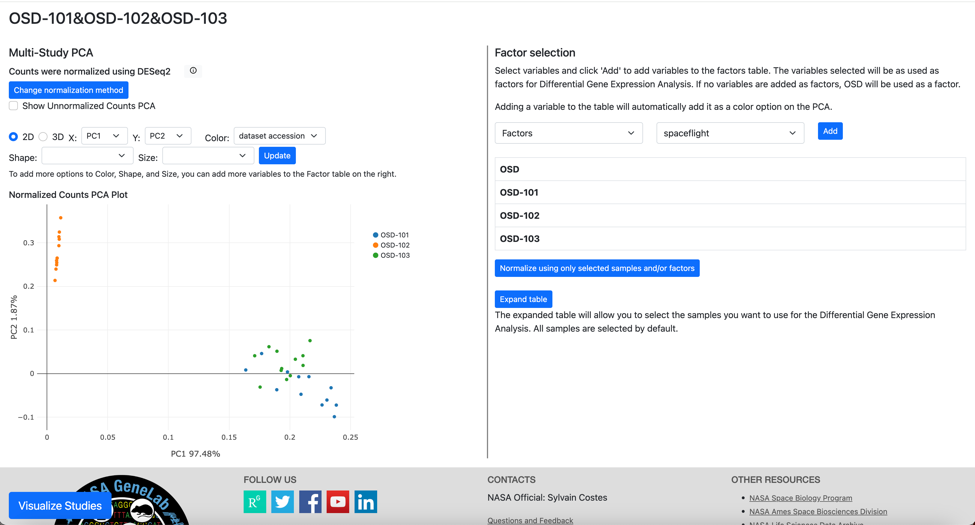 OSD-101&OSD-102&OSD-103
Multi-Study PCA
Counts were normalized using DESeq2
Change normalization method
Show Unnormalized Counts PCA
2D 3D X: PC1 Y: PC2 Color: dataset accession
Shape: Size: Update
To add more options to Color, Shape, and Size, you can add more variables to the Factor table on the right.
Normalized Counts PCA Plot
OSD-101
OSD-102
OSD-103
0.3
0.2
0.1
0
−0.1
PC2 1.87%
0 0.05 0.1 0.15 0.2 0.25
PC1 97.48%
Factor selection
Select variables and click 'Add' to add variables to the factors table. The variables selected will be as used as
factors for Differential Gene Expression Analysis. If no variables are added as factors, OSD will be used as a factor.
Adding a variable to the table will automatically add it as a color option on the PCA.
Factors spaceflight Add
OSD
OSD-101
OSD-102
OSD-103
Normalize using only selected samples and/or factors
Expand table
The expanded table will allow you to select the samples you want to use for the Differential Gene Expression
Analysis. All samples are selected by default.
Visualize Studies
SA GeneLab
FOLLOW US
R G
in
CONTACTS
NASA Official: Sylvain Costes
Questions and Feedback
OTHER RESOURCES
NASA Space Biology Program
NASA Ames Space Biosciences Division